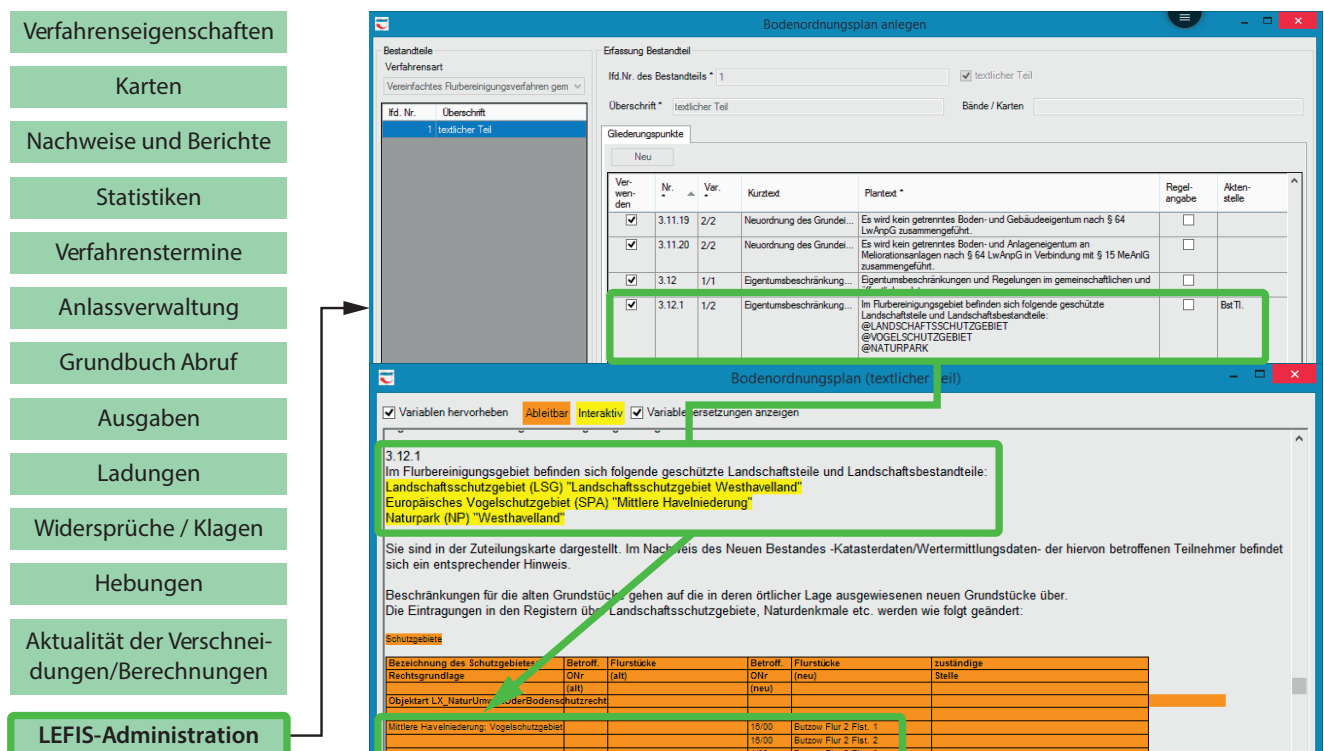 Verfahrenseigenschaften
Karten
Nachweise und Berichte
Statistiken
Verfahrenstermine
Anlassverwaltung
Grundbuch Abruf
Ausgaben
Ladungen
Widersprüche / Klagen
Hebungen
Aktualität der Verschnei-
dungen/Berechnungen
LEFIS-Administration
Bodenordnungsplan anlegen
Bestandteile
Verfahrensart
Vereinfachtes Flurbereinigungsverfahren gem
lfd. Nr. Überschrift
1 textlicher Teil
Erfassung Bestandteil
lfd.Nr. des Bestandteils * 1 textlicher Teil
Überschrift * textlicher Teil Bände / Karten
Gliederungspunkte
Neu
Ver-
wen-
den Nr. * Var. * Kurztext Plantext * Regel-
angabe Akten-
stelle
3.11.19 2/2 Neuordnung des Grundei... Es wird kein getrenntes Boden- und Gebäudeeigentum nach § 64
LwAnpG zusammengeführt.
3.11.20 2/2 Neuordnung des Grundei... Es wird kein getrenntes Boden- und Anlageneigentum an
Meliorationsanlagen nach § 64 LwAnpG in Verbindung mit § 15 MeAnlG
zusammengeführt.
3.12 1/1 Eigentumsbeschränkung... Eigentumsbeschränkungen und Regelungen im gemeinschaftlichen und
3.12.1 1/2 Eigentumsbeschränkung... Im Flurbereinigungsgebiet befinden sich folgende geschützte Bst Tl.
Landschaftsteile und Landschaftsbestandteile:
@LANDSCHAFTSSCHUTZGEBIET
@VOGELSCHUTZGEBIET
@NATURPARK
Bodenordnungsplan (textlicher Teil)
Variablen hervorheben Ableitbar Interaktiv Variablenersetzungen anzeigen
3.12.1
Im Flurbereinigungsgebiet befinden sich folgende geschützte Landschaftsteile und Landschaftsbestandteile:
Landschaftsschutzgebiet (LSG) "Landschaftsschutzgebiet Westhavelland"
Europäisches Vogelschutzgebiet (SPA) "Mittlere Havelniederung"
Naturpark (NP) "Westhavelland"
Sie sind in der Zuteilungskarte dargestellt. Im Nachweis des Neuen Bestandes -Katasterdaten/Wertermittlungsdaten- der hiervon betroffenen Teilnehmer befindet
sich ein entsprechender Hinweis.
Beschränkungen für die alten Grundstücke gehen auf die in deren örtlicher Lage ausgewiesenen neuen Grundstücke über.
Die Eintragungen in den Registern über Landschaftsschutzgebiete, Naturdenkmale etc. werden wie folgt geändert:
Schutzgebiete
Bezeichnung des Schutzgebietes Betroff. Flurstücke Betroff. Flurstücke zuständige
Rechtsgrundlage ONr (alt) ONr (neu) Stelle
(alt) (neu)
Objektart LX_NaturUmweltOderBodenschutzrecht
Mittlere Havelniederung; Vogelschutzgebiet 16/00 Butzow Flur 2 Flst. 1
16/00 Butzow Flur 2 Flst. 2